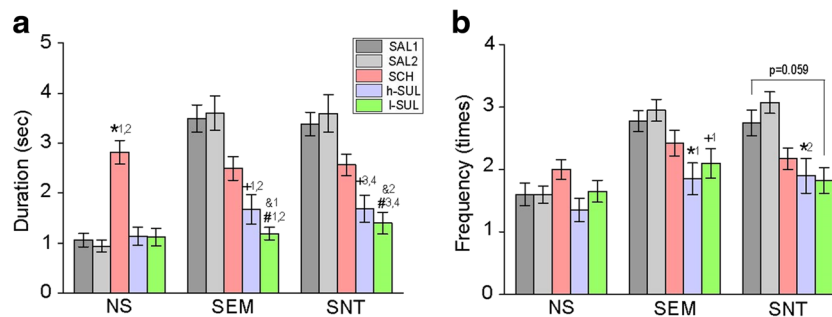 a
Duration (sec)
5
4
3
2
1
0
SAL1
SAL2
SCH
h-SUL
l-SUL
*1,2
+1,2
&1
#1,2
+3,4
&2
#3,4
NS
SEM
SNT
b
Frequency (times)
4
3
2
1
0
p=0.059
*1
+1
*2
NS
SEM
SNT